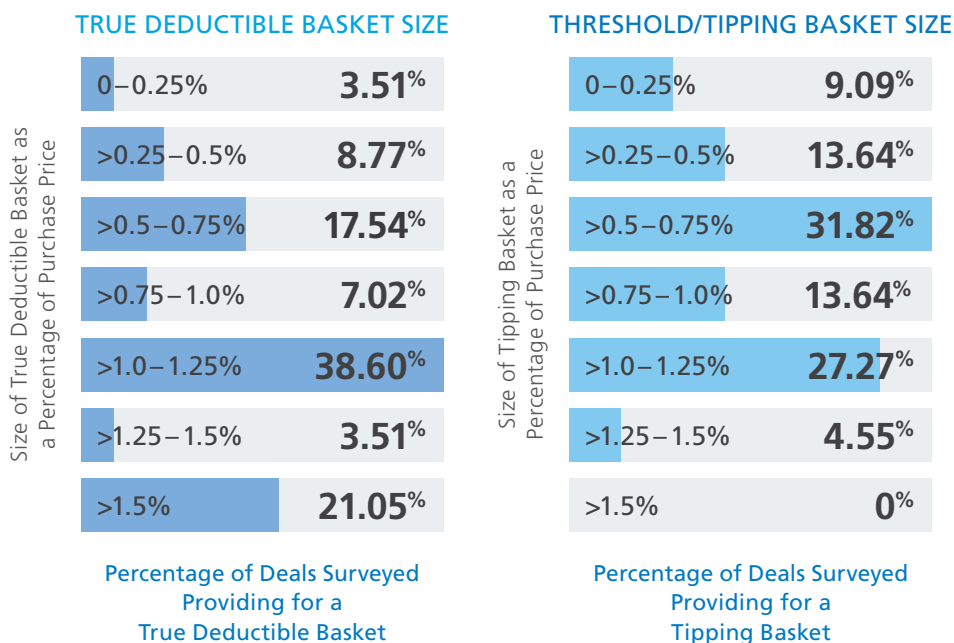 TRUE DEDUCTIBLE BASKET SIZE
Size of True Deductible Basket as
a Percentage of Purchase Price
0–0.25% 3.51%
>0.25–0.5% 8.77%
>0.5–0.75% 17.54%
>0.75–1.0% 7.02%
>1.0–1.25% 38.60%
>1.25–1.5% 3.51%
>1.5% 21.05%
Percentage of Deals Surveyed
Providing for a
True Deductible Basket
THRESHOLD/TIPPING BASKET SIZE
Size of Tipping Basket as a
Percentage of Purchase Price
0–0.25% 9.09%
>0.25–0.5% 13.64%
>0.5–0.75% 31.82%
>0.75–1.0% 13.64%
>1.0–1.25% 27.27%
>1.25–1.5% 4.55%
>1.5% 0%
Percentage of Deals Surveyed
Providing for a
Tipping Basket